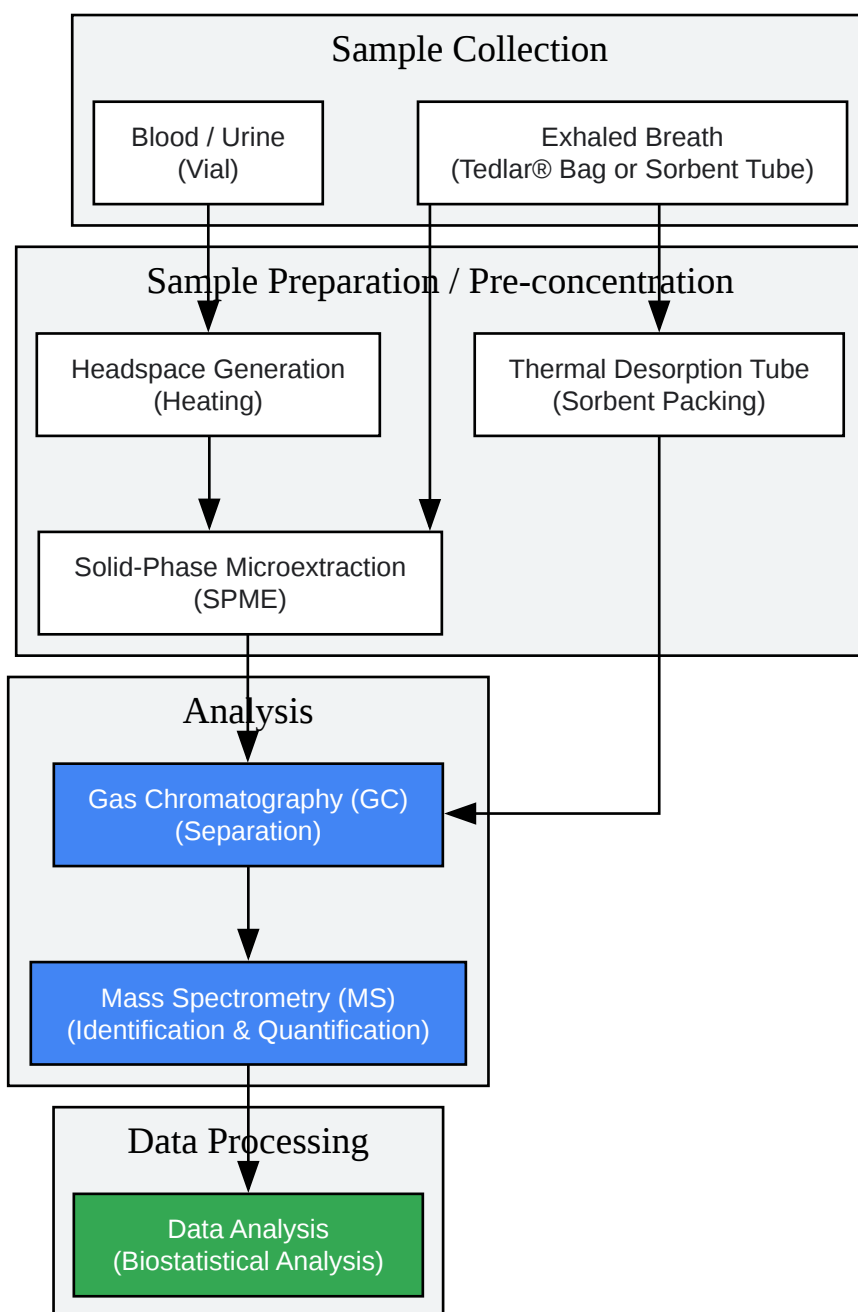 Sample Collection
Blood / Urine
(Vial)
Exhaled Breath
(Tedlar® Bag or Sorbent Tube)
Sample Preparation / Pre-concentration
Headspace Generation
(Heating)
Thermal Desorption Tube
(Sorbent Packing)
Solid-Phase Microextraction
(SPME)
Analysis
Gas Chromatography (GC)
(Separation)
Mass Spectrometry (MS)
(Identification & Quantification)
Data Processing
Data Analysis
(Biostatistical Analysis)